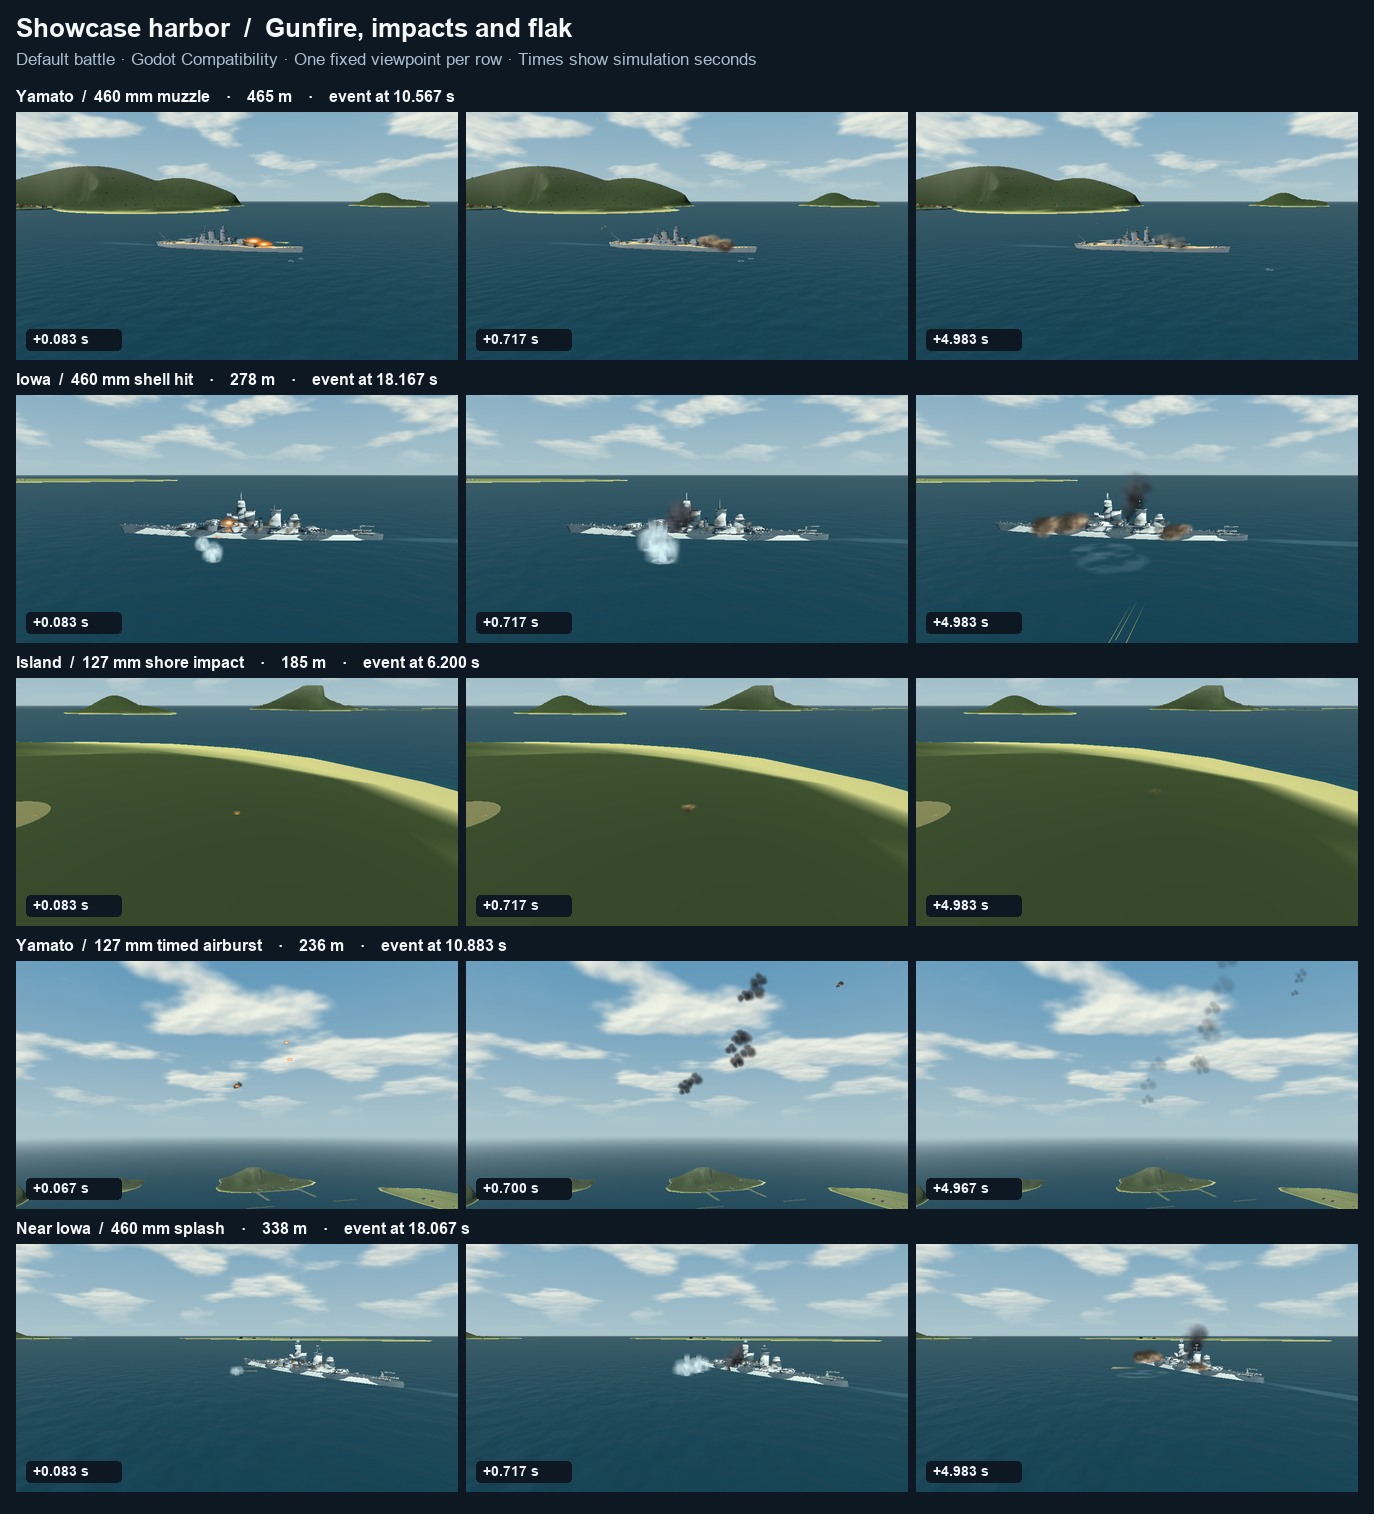 Showcase harbor / Gunfire, impacts and flak
Default battle · Godot Compatibility · One fixed viewpoint per row · Times show simulation seconds
Yamato / 460 mm muzzle · 465 m · event at 10.567 s
+0.083 s
+0.717 s
+4.983 s
Iowa / 460 mm shell hit · 278 m · event at 18.167 s
+0.083 s
+0.717 s
+4.983 s
Island / 127 mm shore impact · 185 m · event at 6.200 s
+0.083 s
+0.717 s
+4.983 s
Yamato / 127 mm timed airburst · 236 m · event at 10.883 s
+0.067 s
+0.700 s
+4.967 s
Near Iowa / 460 mm splash · 338 m · event at 18.067 s
+0.083 s
+0.717 s
+4.983 s